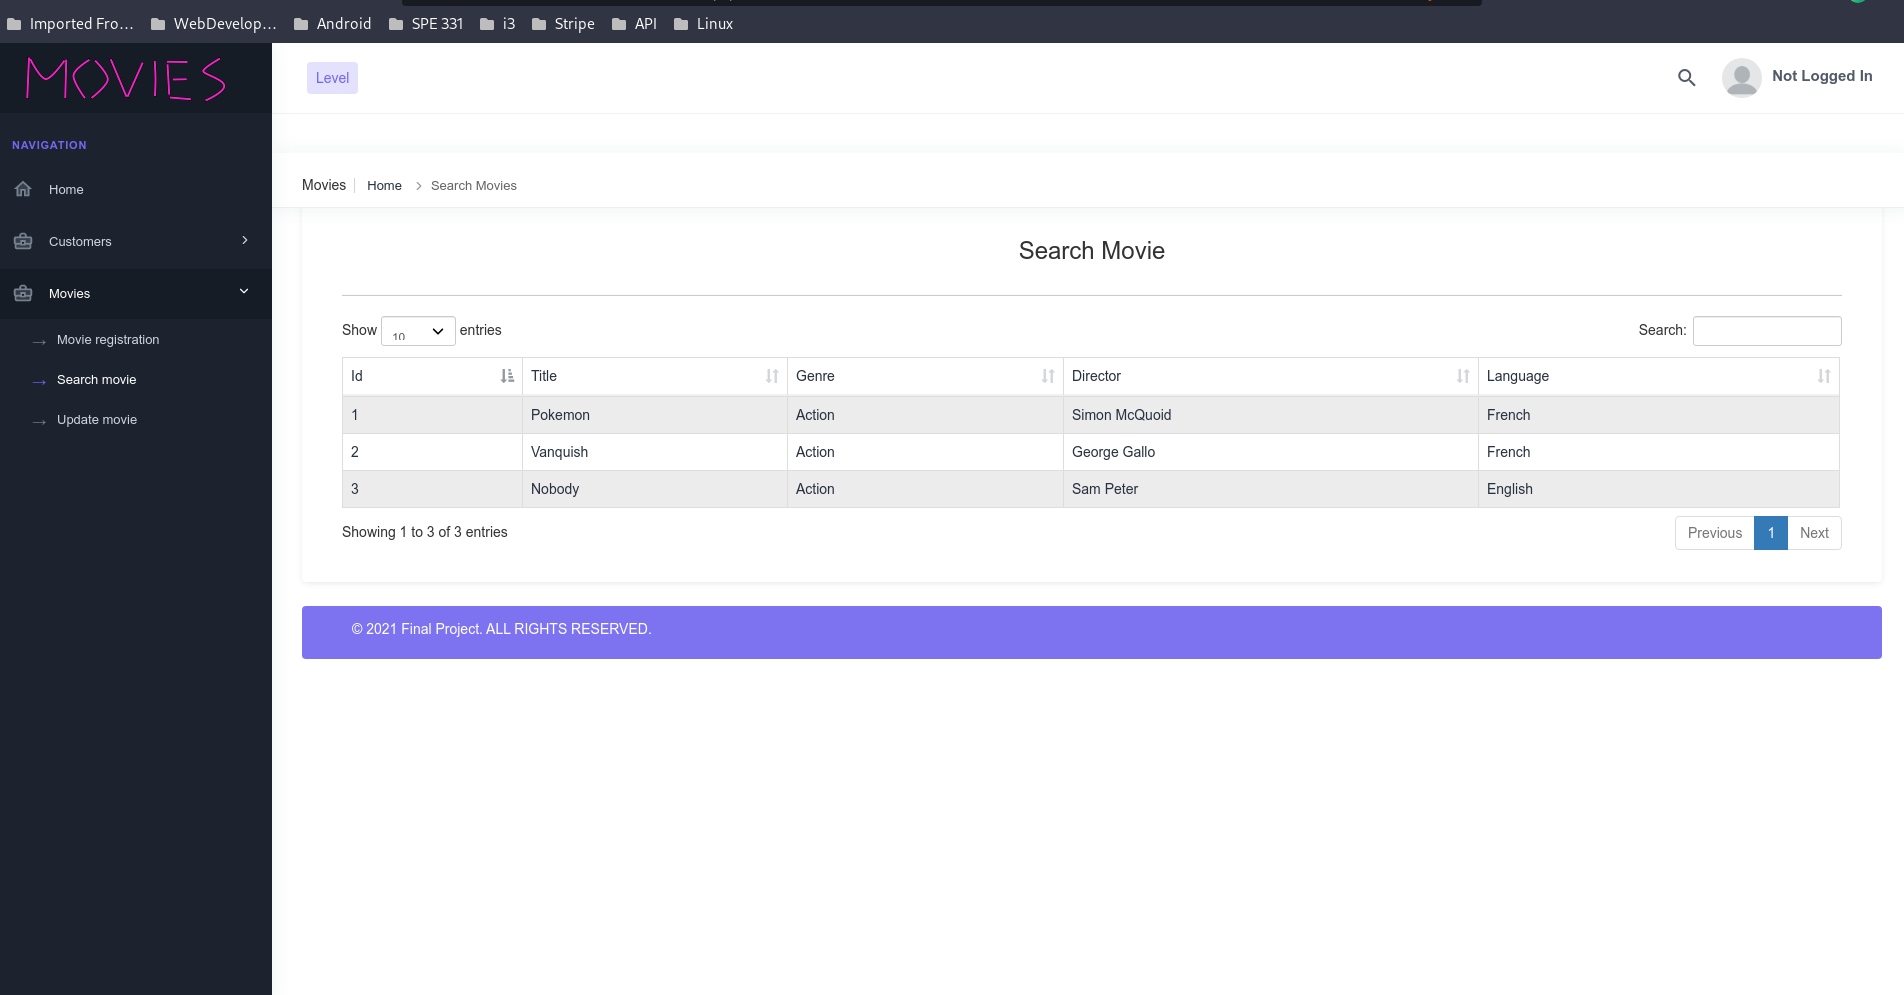 Imported Fro... WebDevelop... Android SPE 331 i3 Stripe API Linux
MOVIES
Level
Not Logged In
NAVIGATION
Home
Customers
Movies
Movie registration
Search movie
Update movie
Movies Home Search Movies
Search Movie
Show 10 entries Search:
Id Title Genre Director Language
1 Pokemon Action Simon McQuoid French
2 Vanquish Action George Gallo French
3 Nobody Action Sam Peter English
Showing 1 to 3 of 3 entries
Previous 1 Next
© 2021 Final Project. ALL RIGHTS RESERVED.